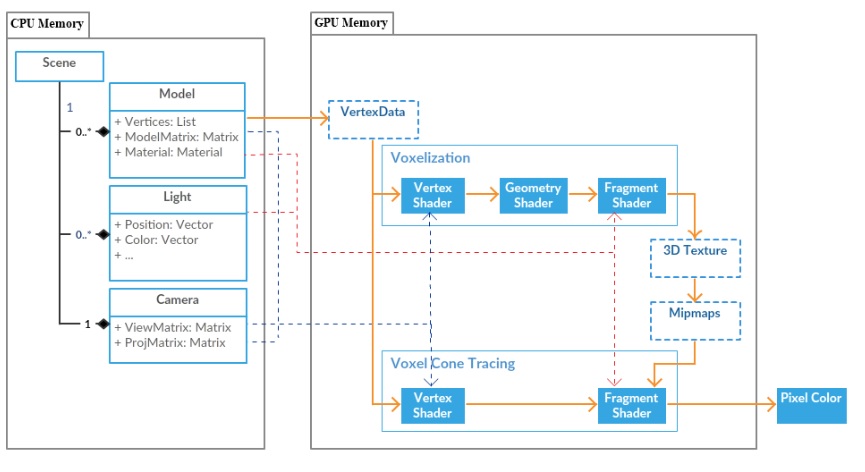 CPU Memory
GPU Memory
Scene
1
0..*
Model
+ Vertices: List
+ ModelMatrix: Matrix
+ Material: Material
0..*
Light
+ Position: Vector
+ Color: Vector
+ ...
1
Camera
+ ViewMatrix: Matrix
+ ProjMatrix: Matrix
VertexData
Voxelization
Vertex
Shader
Geometry
Shader
Fragment
Shader
3D Texture
Mipmaps
Voxel Cone Tracing
Vertex
Shader
Fragment
Shader
Pixel Color